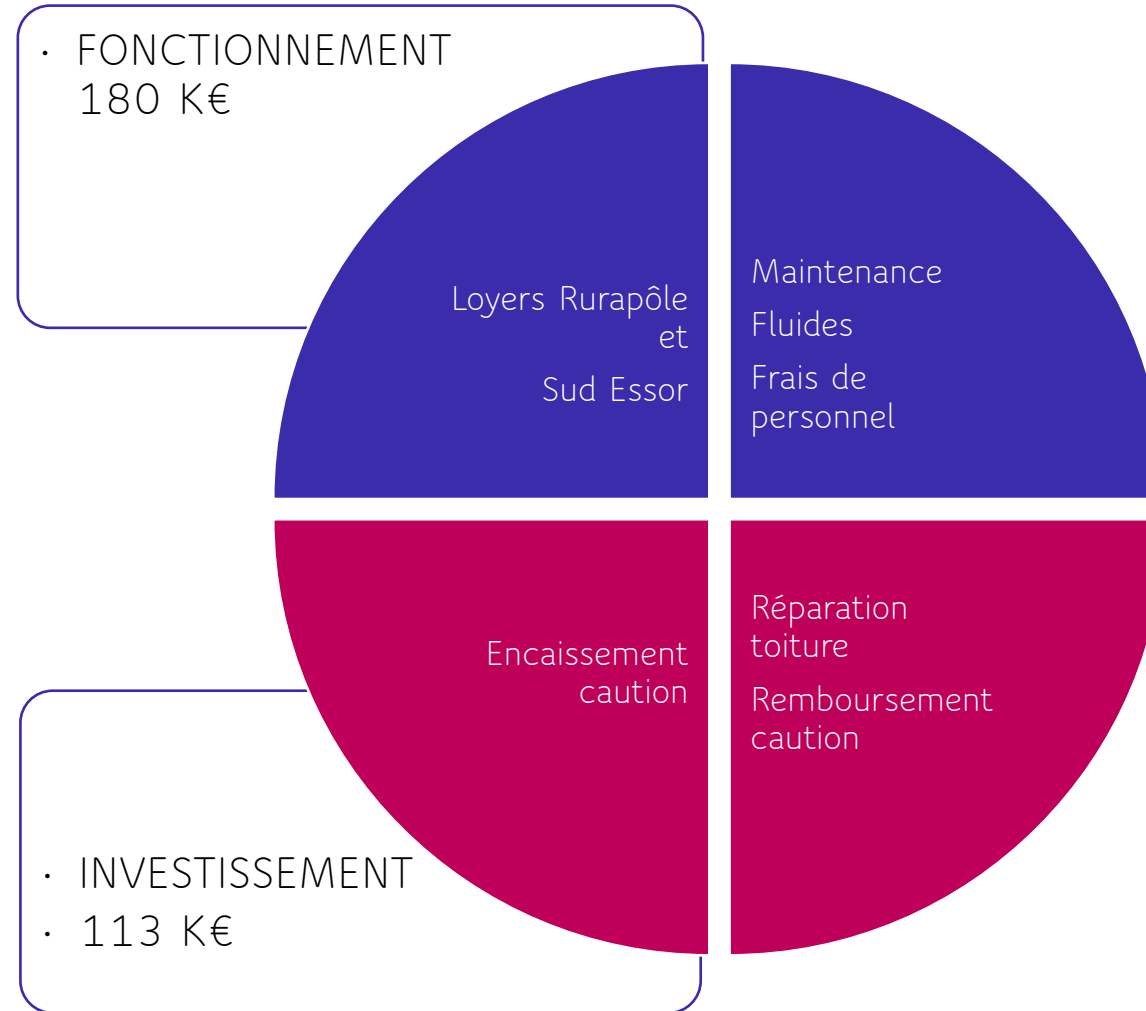 · FONCTIONNEMENT
180 K€
Loyers Rurapôle
et
Sud Essor
Maintenance
Fluides
Frais de
personnel
Encaissement
caution
Réparation
toiture
Remboursement
caution
· INVESTISSEMENT
· 113 K€